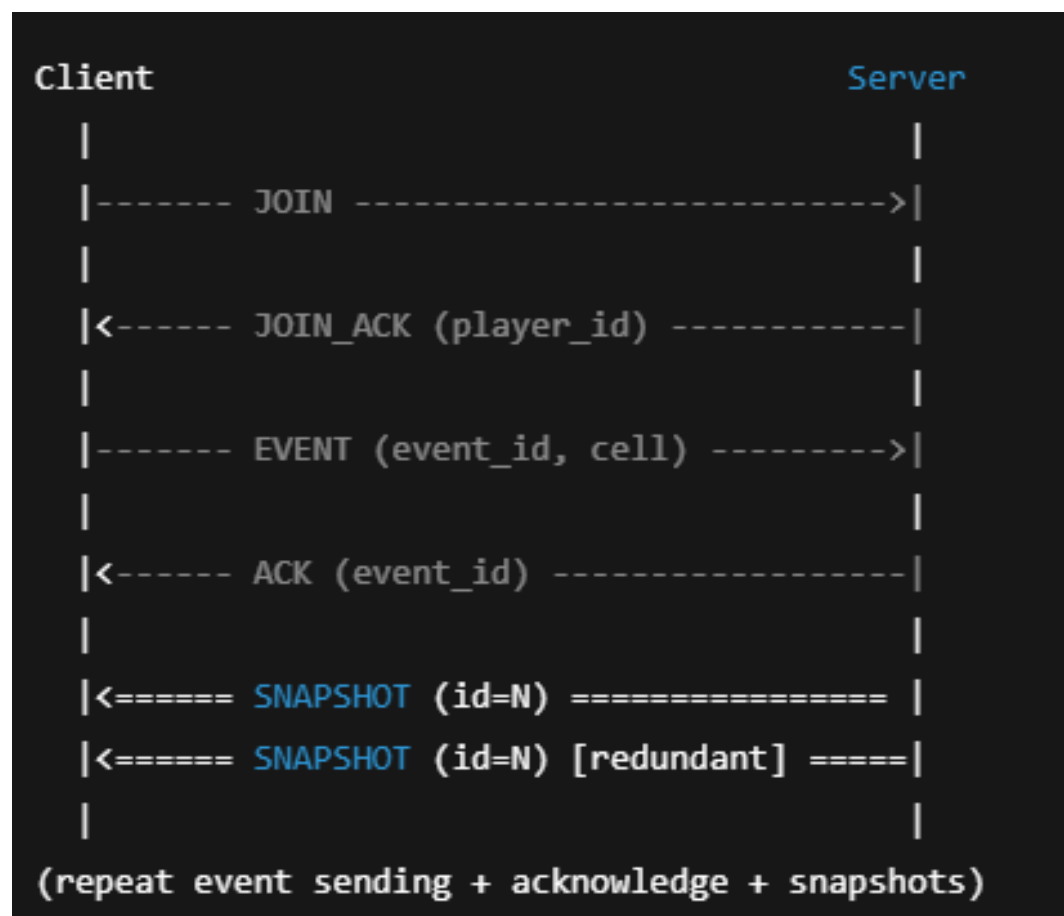 Client                                Server
  |                                   |
  |------- JOIN --------------------------->|
  |                                   |
  |<------ JOIN_ACK (player_id) ------------|
  |                                   |
  |------- EVENT (event_id, cell) --------->|
  |                                   |
  |<------ ACK (event_id) ------------------|
  |                                   |
  |<====== SNAPSHOT (id=N) ================ |
  |<====== SNAPSHOT (id=N) [redundant] =====|
  |                                   |
(repeat event sending + acknowledge + snapshots)